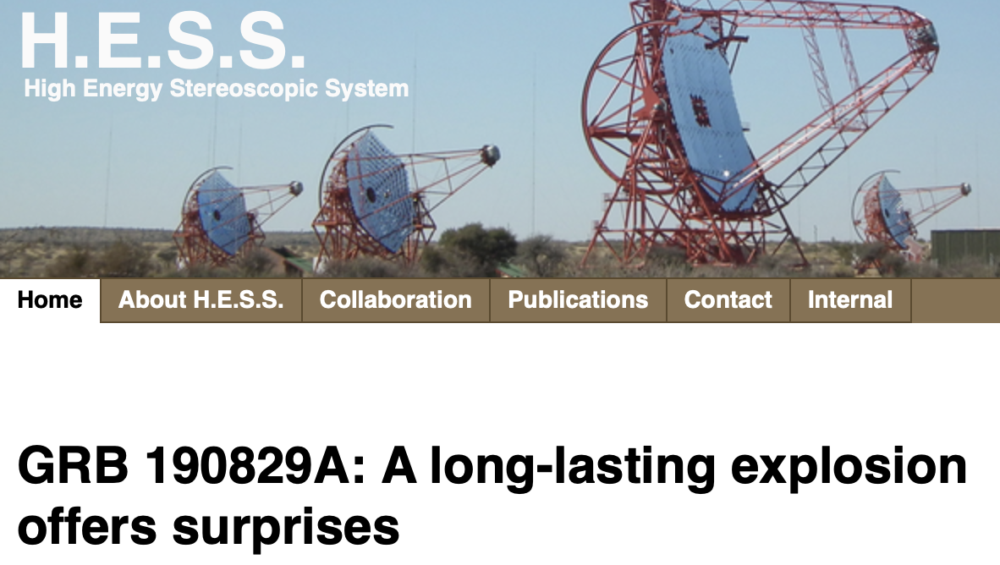 H.E.S.S.
High Energy Stereoscopic System
Home About H.E.S.S. Collaboration Publications Contact Internal
GRB 190829A: A long-lasting explosion
offers surprises